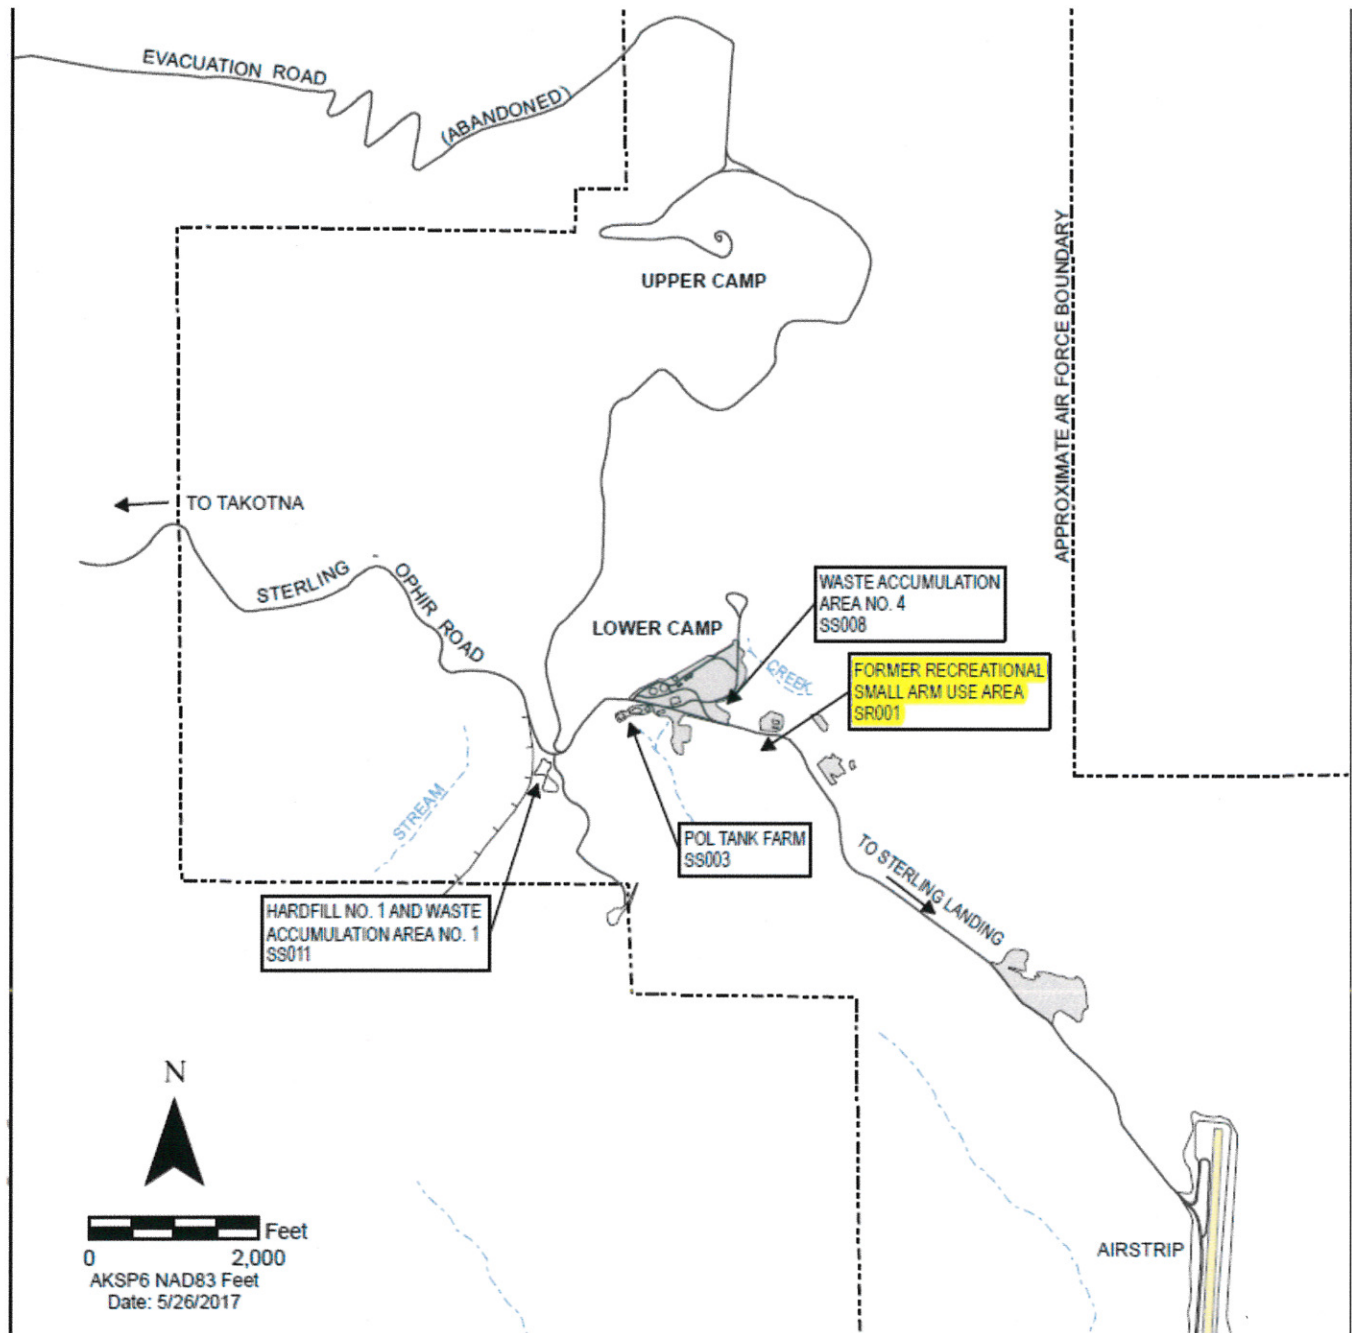 EVACUATION ROAD
(ABANDONED)
UPPER CAMP
APPROXIMATE AIR FORCE BOUNDARY
TO TAKOTNA
STERLING
OPHIR ROAD
LOWER CAMP
WASTE ACCUMULATION
AREA NO. 4
SS008
CREEK
FORMER RECREATIONAL
SMALL ARM USE AREA
SR001
STREAM
POL TANK FARM
SS003
TO STERLING LANDING
HARDFILL NO. 1 AND WASTE
ACCUMULATION AREA NO. 1
SS011
N
Feet
0 2,000
AKSP6 NAD83 Feet
Date: 5/26/2017
AIRSTRIP